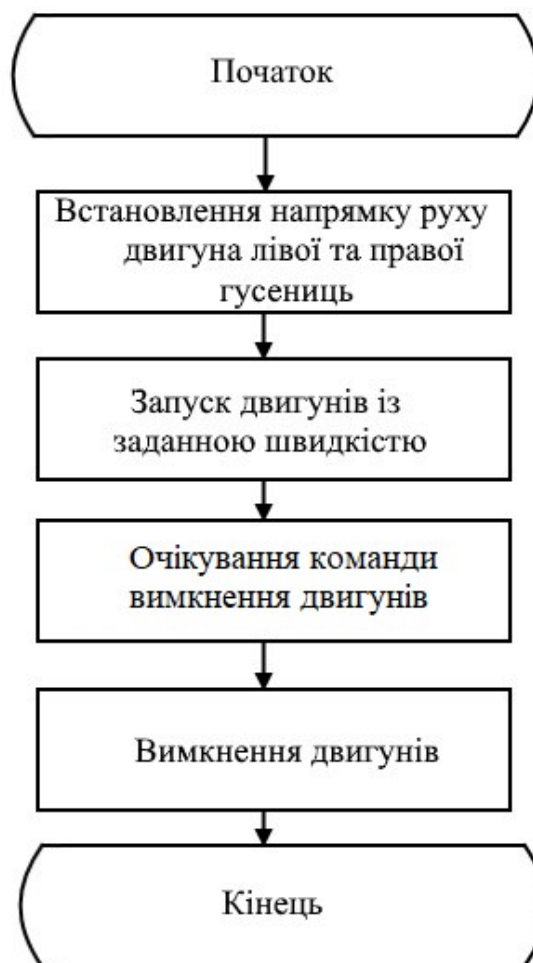 Початок
Встановлення напрямку руху
двигуна лівої та правої
гусениць
Запуск двигунів із
заданною швидкістю
Очікування команди
вимкнення двигунів
Вимкнення двигунів
Кінець